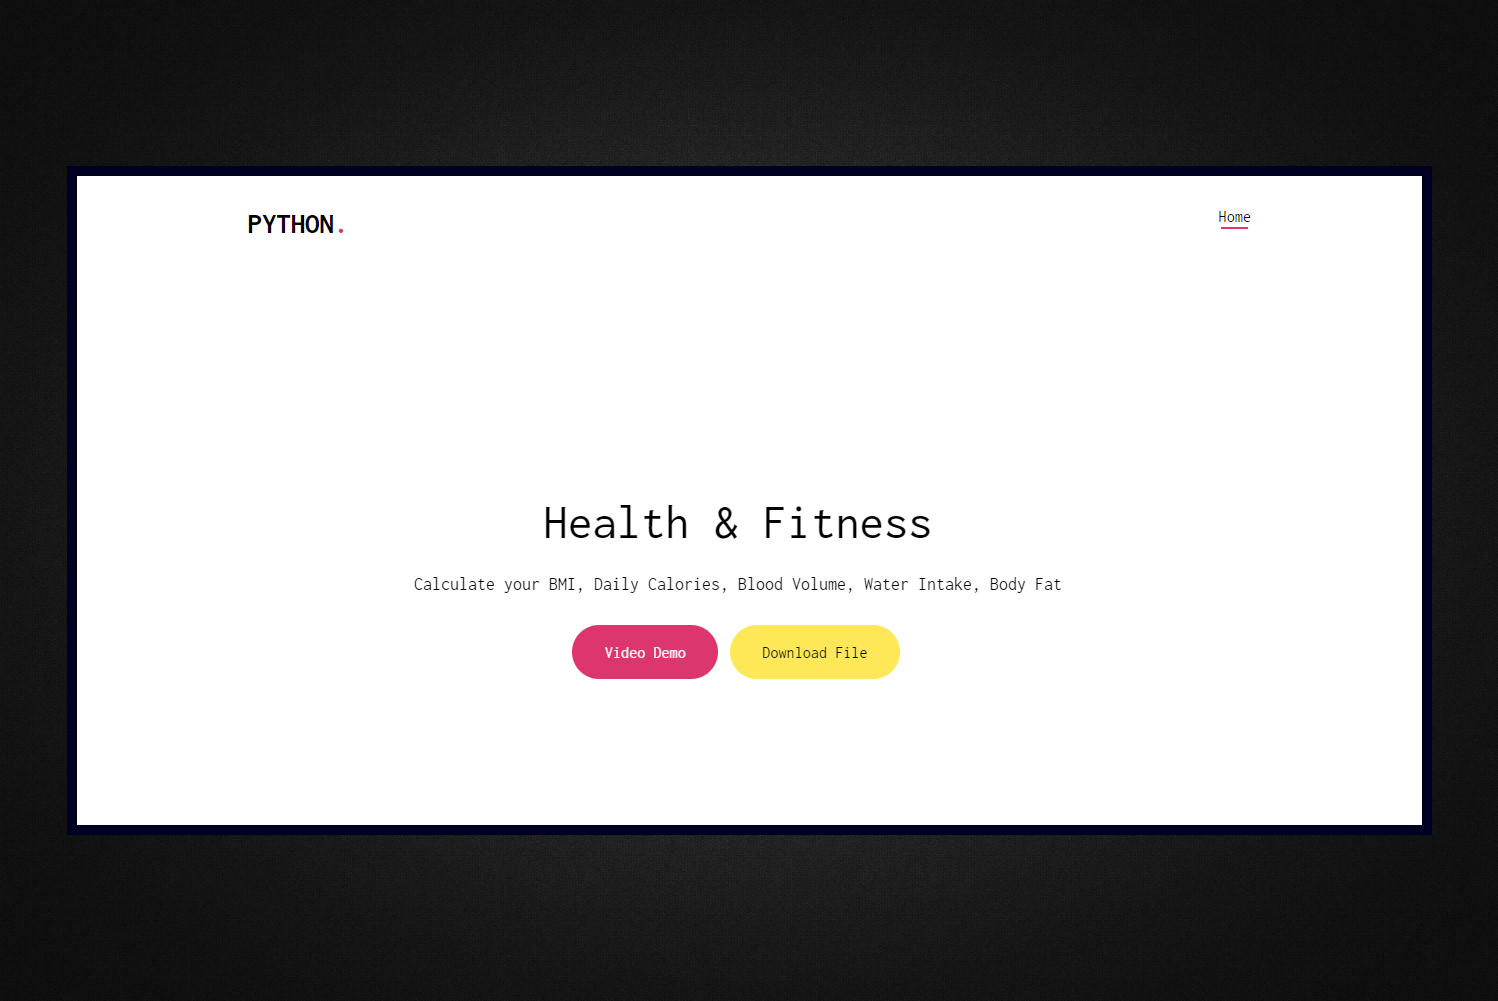 PYTHON.
Home
Health & Fitness
Calculate your BMI, Daily Calories, Blood Volume, Water Intake, Body Fat
Video Demo
Download File